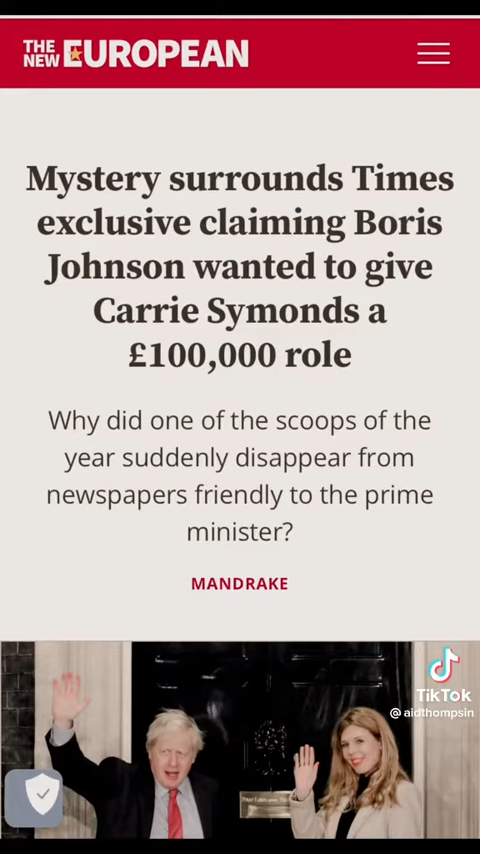 THE
NEW EUROPEAN
Mystery surrounds Times
exclusive claiming Boris
Johnson wanted to give
Carrie Symonds a
£100,000 role
Why did one of the scoops of the
year suddenly disappear from
newspapers friendly to the prime
minister?
MANDRAKE
TikTok
@aidthompsin